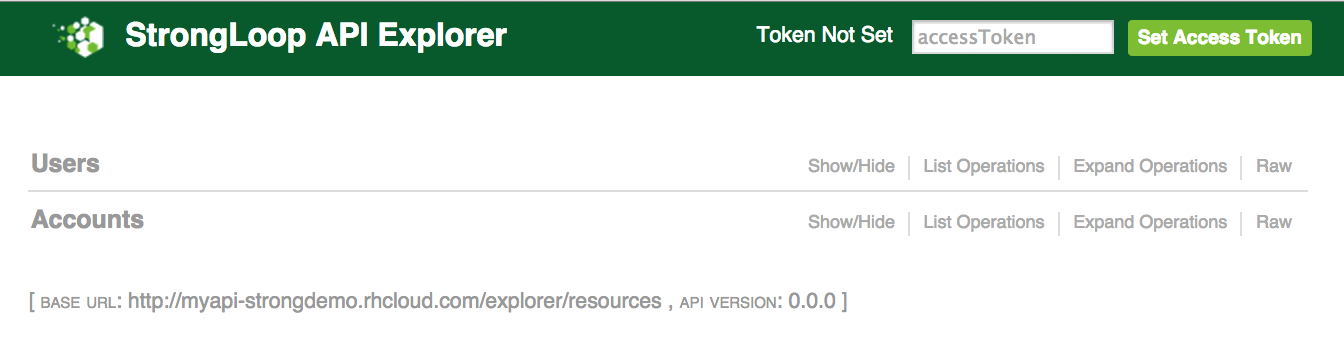 StrongLoop API Explorer Token Not Set accessToken Set Access Token
Users Show/Hide List Operations Expand Operations Raw
Accounts Show/Hide List Operations Expand Operations Raw
[ BASE URL: http://myapi-strongdemo.rhcloud.com/explorer/resources , API VERSION: 0.0.0 ]